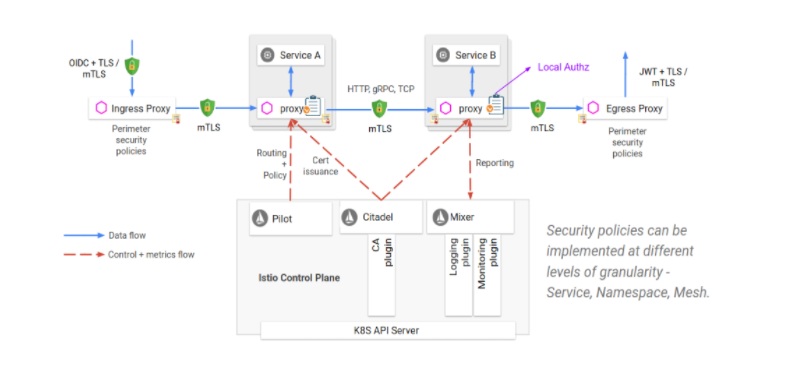 OIDC + TLS /
mTLS
Service A
Service B
Local Authz
JWT + TLS /
mTLS
HTTP, gRPC, TCP
Ingress Proxy
mTLS
proxy
mTLS
proxy
mTLS
Egress Proxy
Perimeter
security
policies
Perimeter
security
policies
Routing
+
Policy
Cert
issuance
Reporting
Pilot
Citadel
Mixer
Data flow
Control + metrics flow
CA
plugin
Logging
plugin
Monitoring
plugin
Istio Control Plane
K8S API Server
Security policies can be
implemented at different
levels of granularity -
Service, Namespace, Mesh.